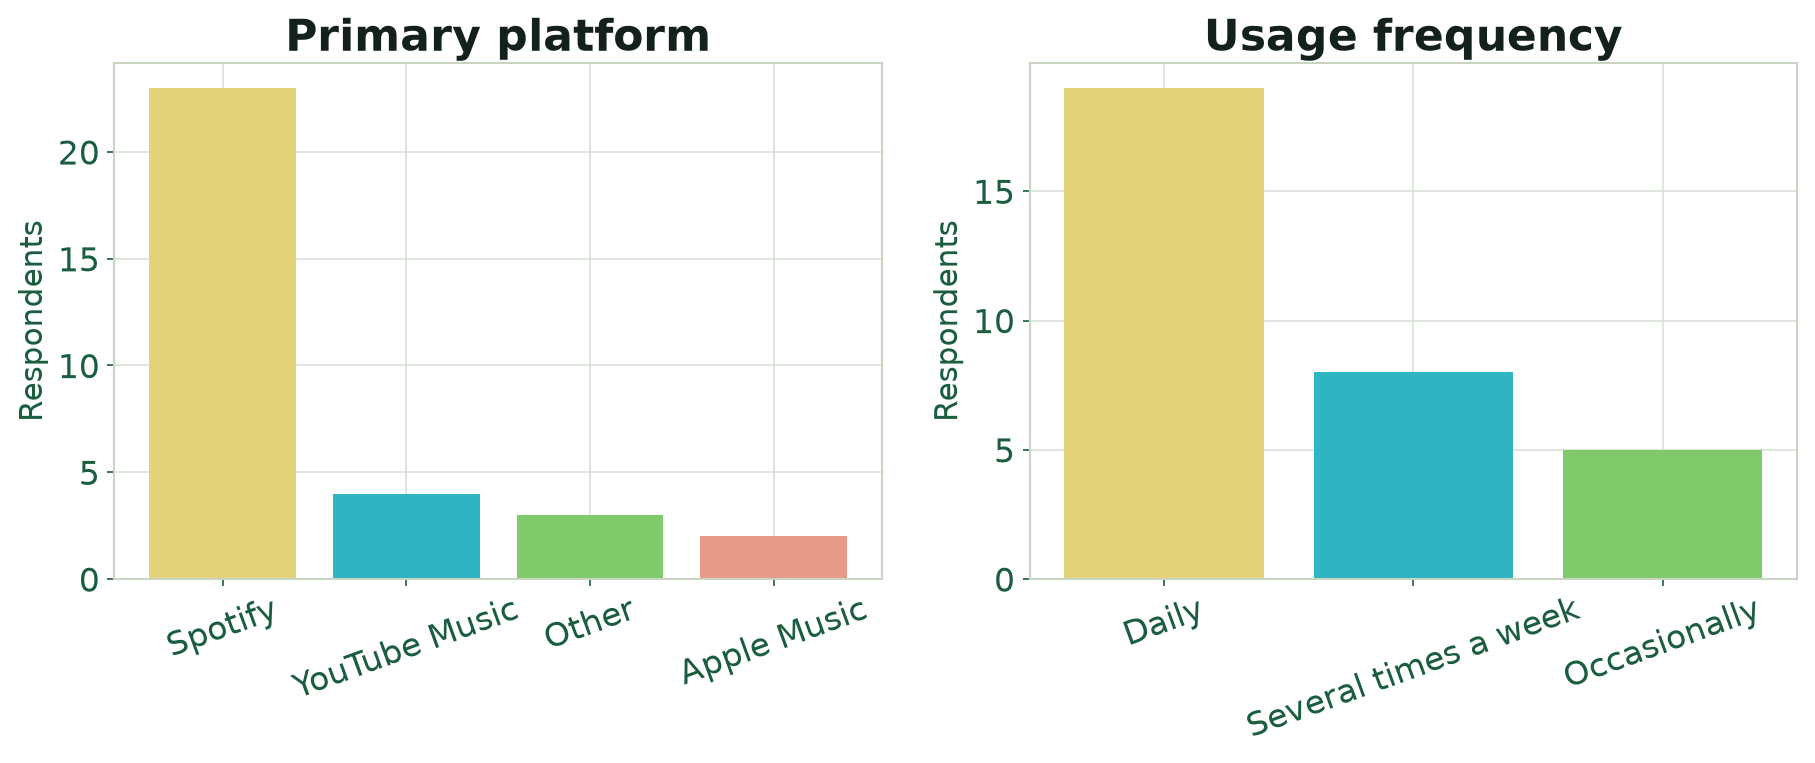 Primary platform
Respondents
20
15
10
5
0
Spotify
YouTube Music
Other
Apple Music
Usage frequency
Respondents
15
10
5
0
Daily
Several times a week
Occasionally